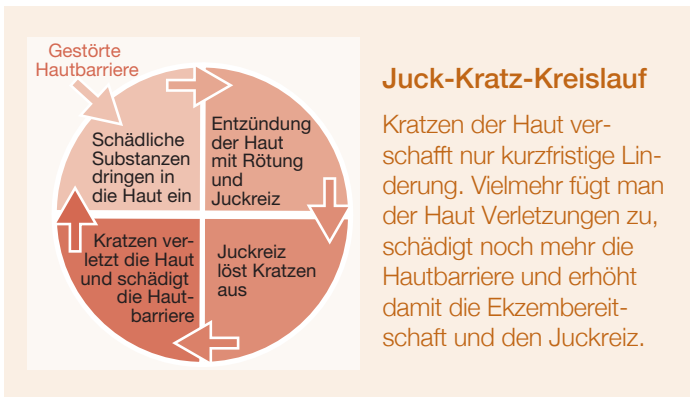 Gestörte
Hautbarriere
Schädliche
Substanzen
dringen in
die Haut ein
Entzündung
der Haut
mit Rötung
und
Juckreiz
Juckreiz
löst Kratzen
aus
Kratzen ver-
letzt die Haut
und schädigt
die Haut-
barriere
Juck-Kratz-Kreislauf
Kratzen der Haut ver-
schafft nur kurzfristige Lin-
derung. Vielmehr fügt man
der Haut Verletzungen zu,
schädigt noch mehr die
Hautbarriere und erhöht
damit die Ekzembereit-
schaft und den Juckreiz.